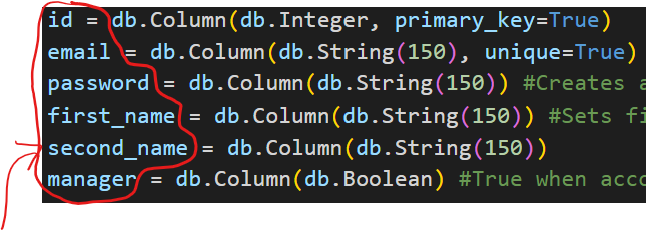 id = db.Column(db.Integer, primary_key=True)
email = db.Column(db.String(150), unique=True)
password = db.Column(db.String(150)) #Creates
first_name = db.Column(db.String(150)) #Sets
second_name = db.Column(db.String(150))
manager = db.Column(db.Boolean) #True when